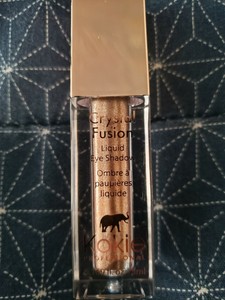 Crystal
Fusion
Liquid
Eye Shadow
Ombre à
paupières
liquide
Kokie